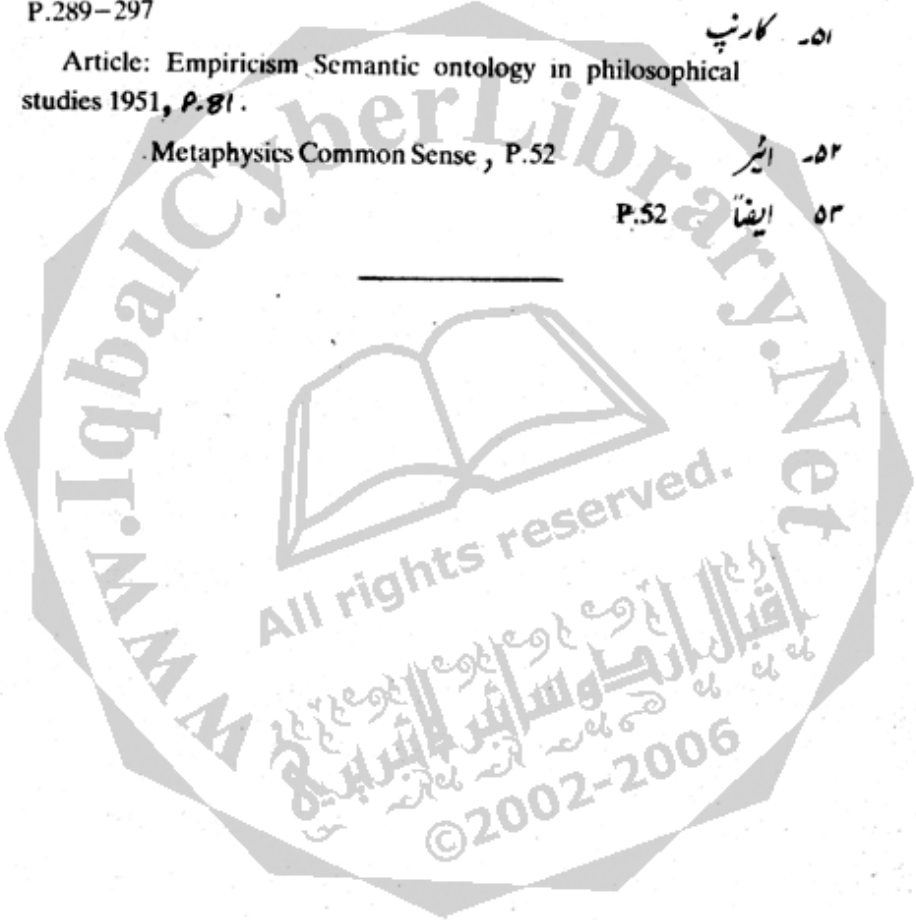 P.289–297
۵۱۔ کارنپ
Article: Empiricism Semantic ontology in philosophical
studies 1951, P.81.
۵۲۔ ائیر Metaphysics Common Sense, P.52
۵۳ ایضاً P.52
www.IqbalCyberLibrary.Net
All rights reserved.
©2002-2006